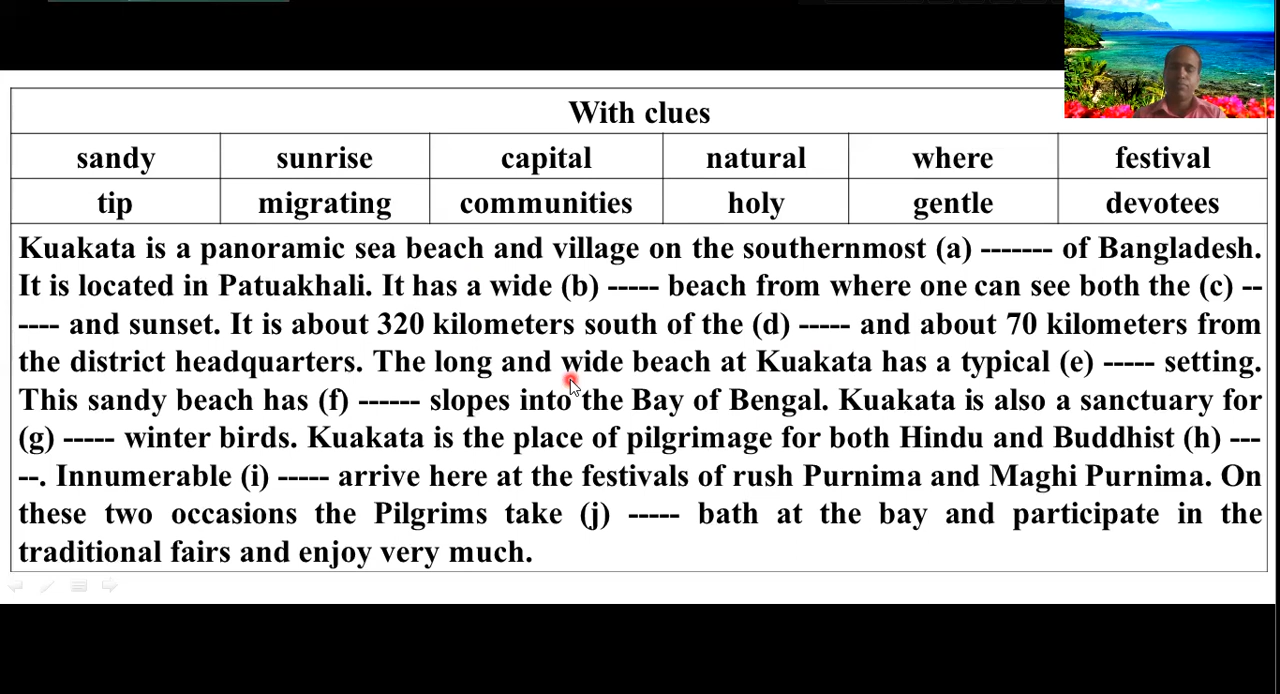 With clues
sandy sunrise capital natural where festival
tip migrating communities holy gentle devotees
Kuakata is a panoramic sea beach and village on the southernmost (a) ------- of Bangladesh.
It is located in Patuakhali. It has a wide (b) ----- beach from where one can see both the (c) --
---- and sunset. It is about 320 kilometers south of the (d) ----- and about 70 kilometers from
the district headquarters. The long and wide beach at Kuakata has a typical (e) ----- setting.
This sandy beach has (f) ------ slopes into the Bay of Bengal. Kuakata is also a sanctuary for
(g) ----- winter birds. Kuakata is the place of pilgrimage for both Hindu and Buddhist (h) ---
--. Innumerable (i) ----- arrive here at the festivals of rush Purnima and Maghi Purnima. On
these two occasions the Pilgrims take (j) ----- bath at the bay and participate in the
traditional fairs and enjoy very much.